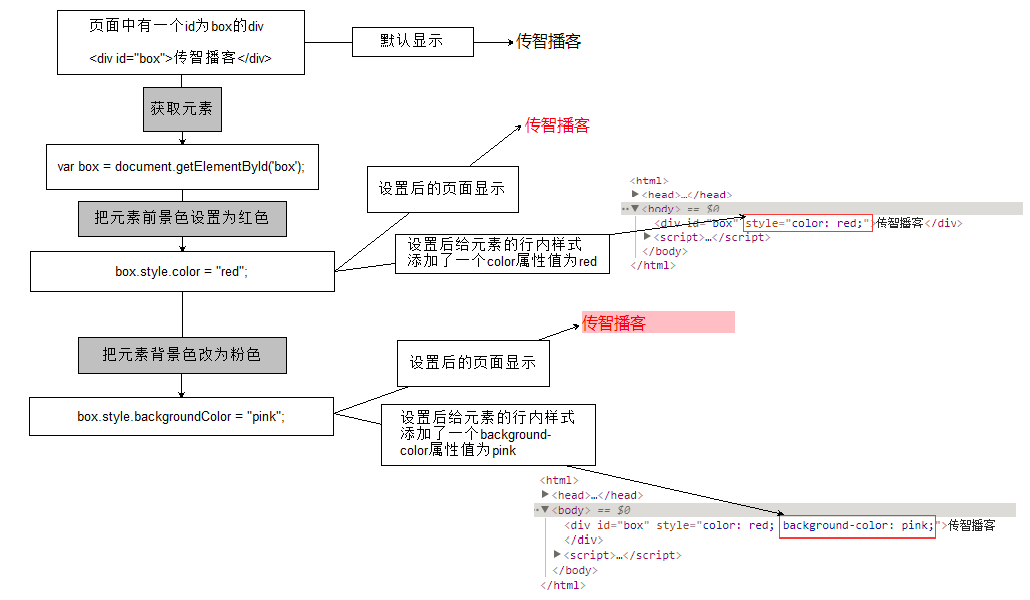 页面中有一个id为box的div
<div id="box">传智播客</div>
默认显示
传智播客
获取元素
var box = document.getElementById('box');
把元素前景色设置为红色
box.style.color = "red";
设置后的页面显示
传智播客
设置后给元素的行内样式
添加了一个color属性值为red
<html>
▶<head>…</head>
…▼<body> == $0
<div id="box" style="color: red;">传智播客</div>
▶<script>…</script>
</body>
</html>
把元素背景色改为粉色
box.style.backgroundColor = "pink";
设置后的页面显示
传智播客
设置后给元素的行内样式
添加了一个background-
color属性值为pink
<html>
▶<head>…</head>
…▼<body> == $0
<div id="box" style="color: red; background-color: pink;">传智播客
</div>
▶<script>…</script>
</body>
</html>